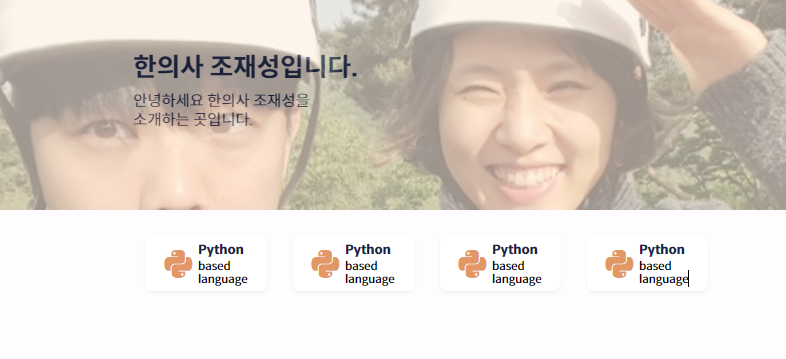 한의사 조재성입니다.
안녕하세요 한의사 조재성을
소개하는 곳입니다.
Python
based
language
Python
based
language
Python
based
language
Python
based
language